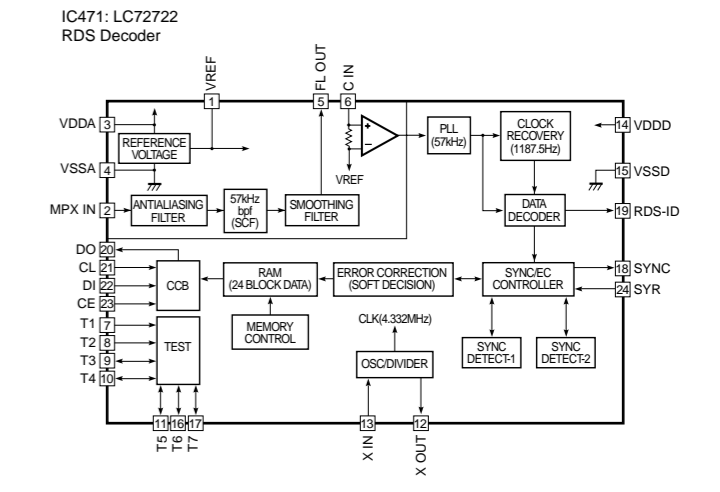 IC471: LC72722
RDS Decoder
VREF
FL OUT
C IN
1
5
6
VDDA 3
REFERENCE
VOLTAGE
VSSA 4
+
−
VREF
PLL
(57kHz)
CLOCK
RECOVERY
(1187.5Hz)
14 VDDD
15 VSSD
MPX IN 2
ANTIALIASING
FILTER
57kHz
bpf
(SCF)
SMOOTHING
FILTER
DATA
DECODER
19 RDS-ID
DO 20
CL 21
DI 22
CE 23
CCB
RAM
(24 BLOCK DATA)
ERROR CORRECTION
(SOFT DECISION)
SYNC/EC
CONTROLLER
18 SYNC
24 SYR
MEMORY
CONTROL
CLK(4.332MHz)
T1 7
T2 8
T3 9
T4 10
TEST
OSC/DIVIDER
SYNC
DETECT-1
SYNC
DETECT-2
11
16
17
13
12
T5
T6
T7
X IN
X OUT